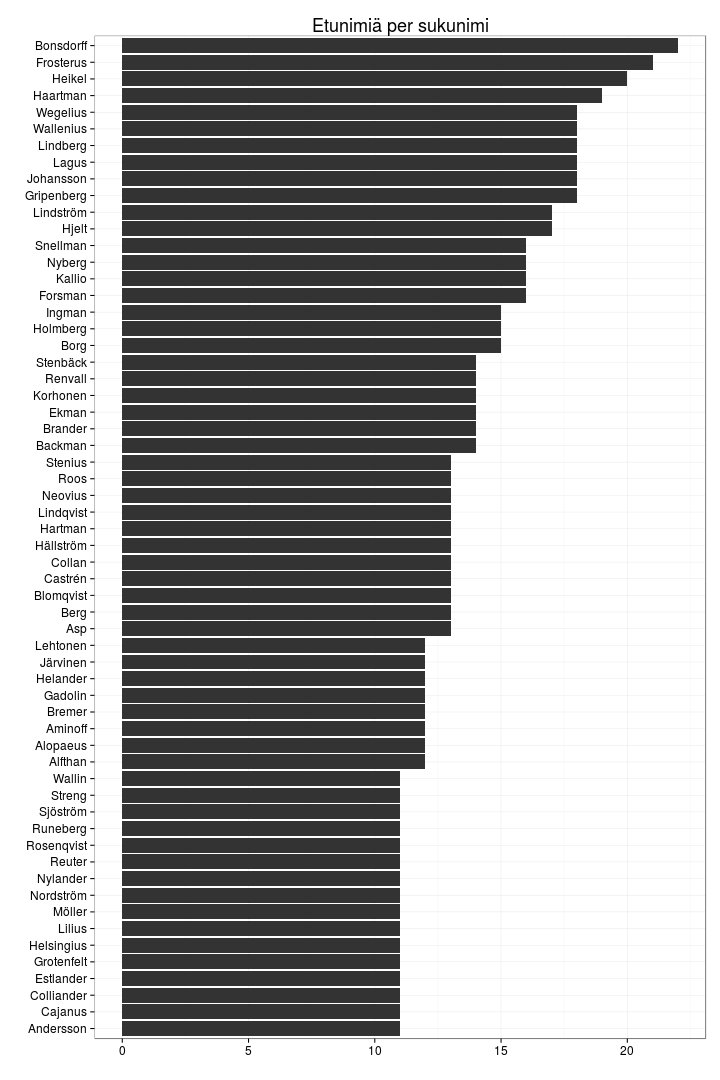 Etunimiä per sukunimi
Bonsdorff
Frosterus
Heikel
Haartman
Wegelius
Wallenius
Lindberg
Lagus
Johansson
Gripenberg
Lindström
Hjelt
Snellman
Nyberg
Kallio
Forsman
Ingman
Holmberg
Borg
Stenbäck
Renvall
Korhonen
Ekman
Brander
Backman
Stenius
Roos
Neovius
Lindqvist
Hartman
Hällström
Collan
Castrén
Blomqvist
Berg
Asp
Lehtonen
Järvinen
Helander
Gadolin
Bremer
Aminoff
Alopaeus
Alfthan
Wallin
Streng
Sjöström
Runeberg
Rosenqvist
Reuter
Nylander
Nordström
Möller
Lilius
Helsingius
Grotenfelt
Estlander
Colliander
Cajanus
Andersson
0 5 10 15 20